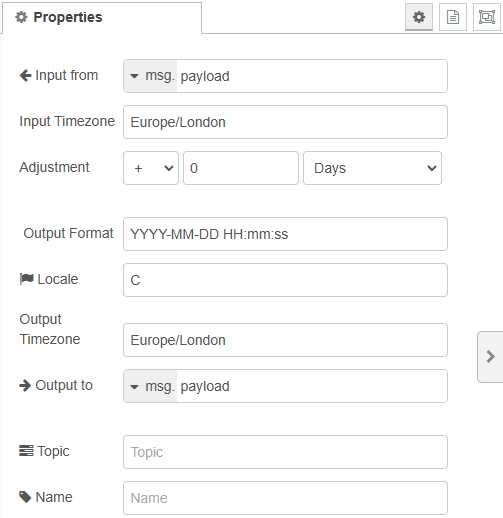 Properties
Input from msg. payload
Input Timezone Europe/London
Adjustment + 0 Days
Output Format YYYY-MM-DD HH:mm:ss
Locale C
Output
Timezone Europe/London
Output to msg. payload
Topic Topic
Name Name